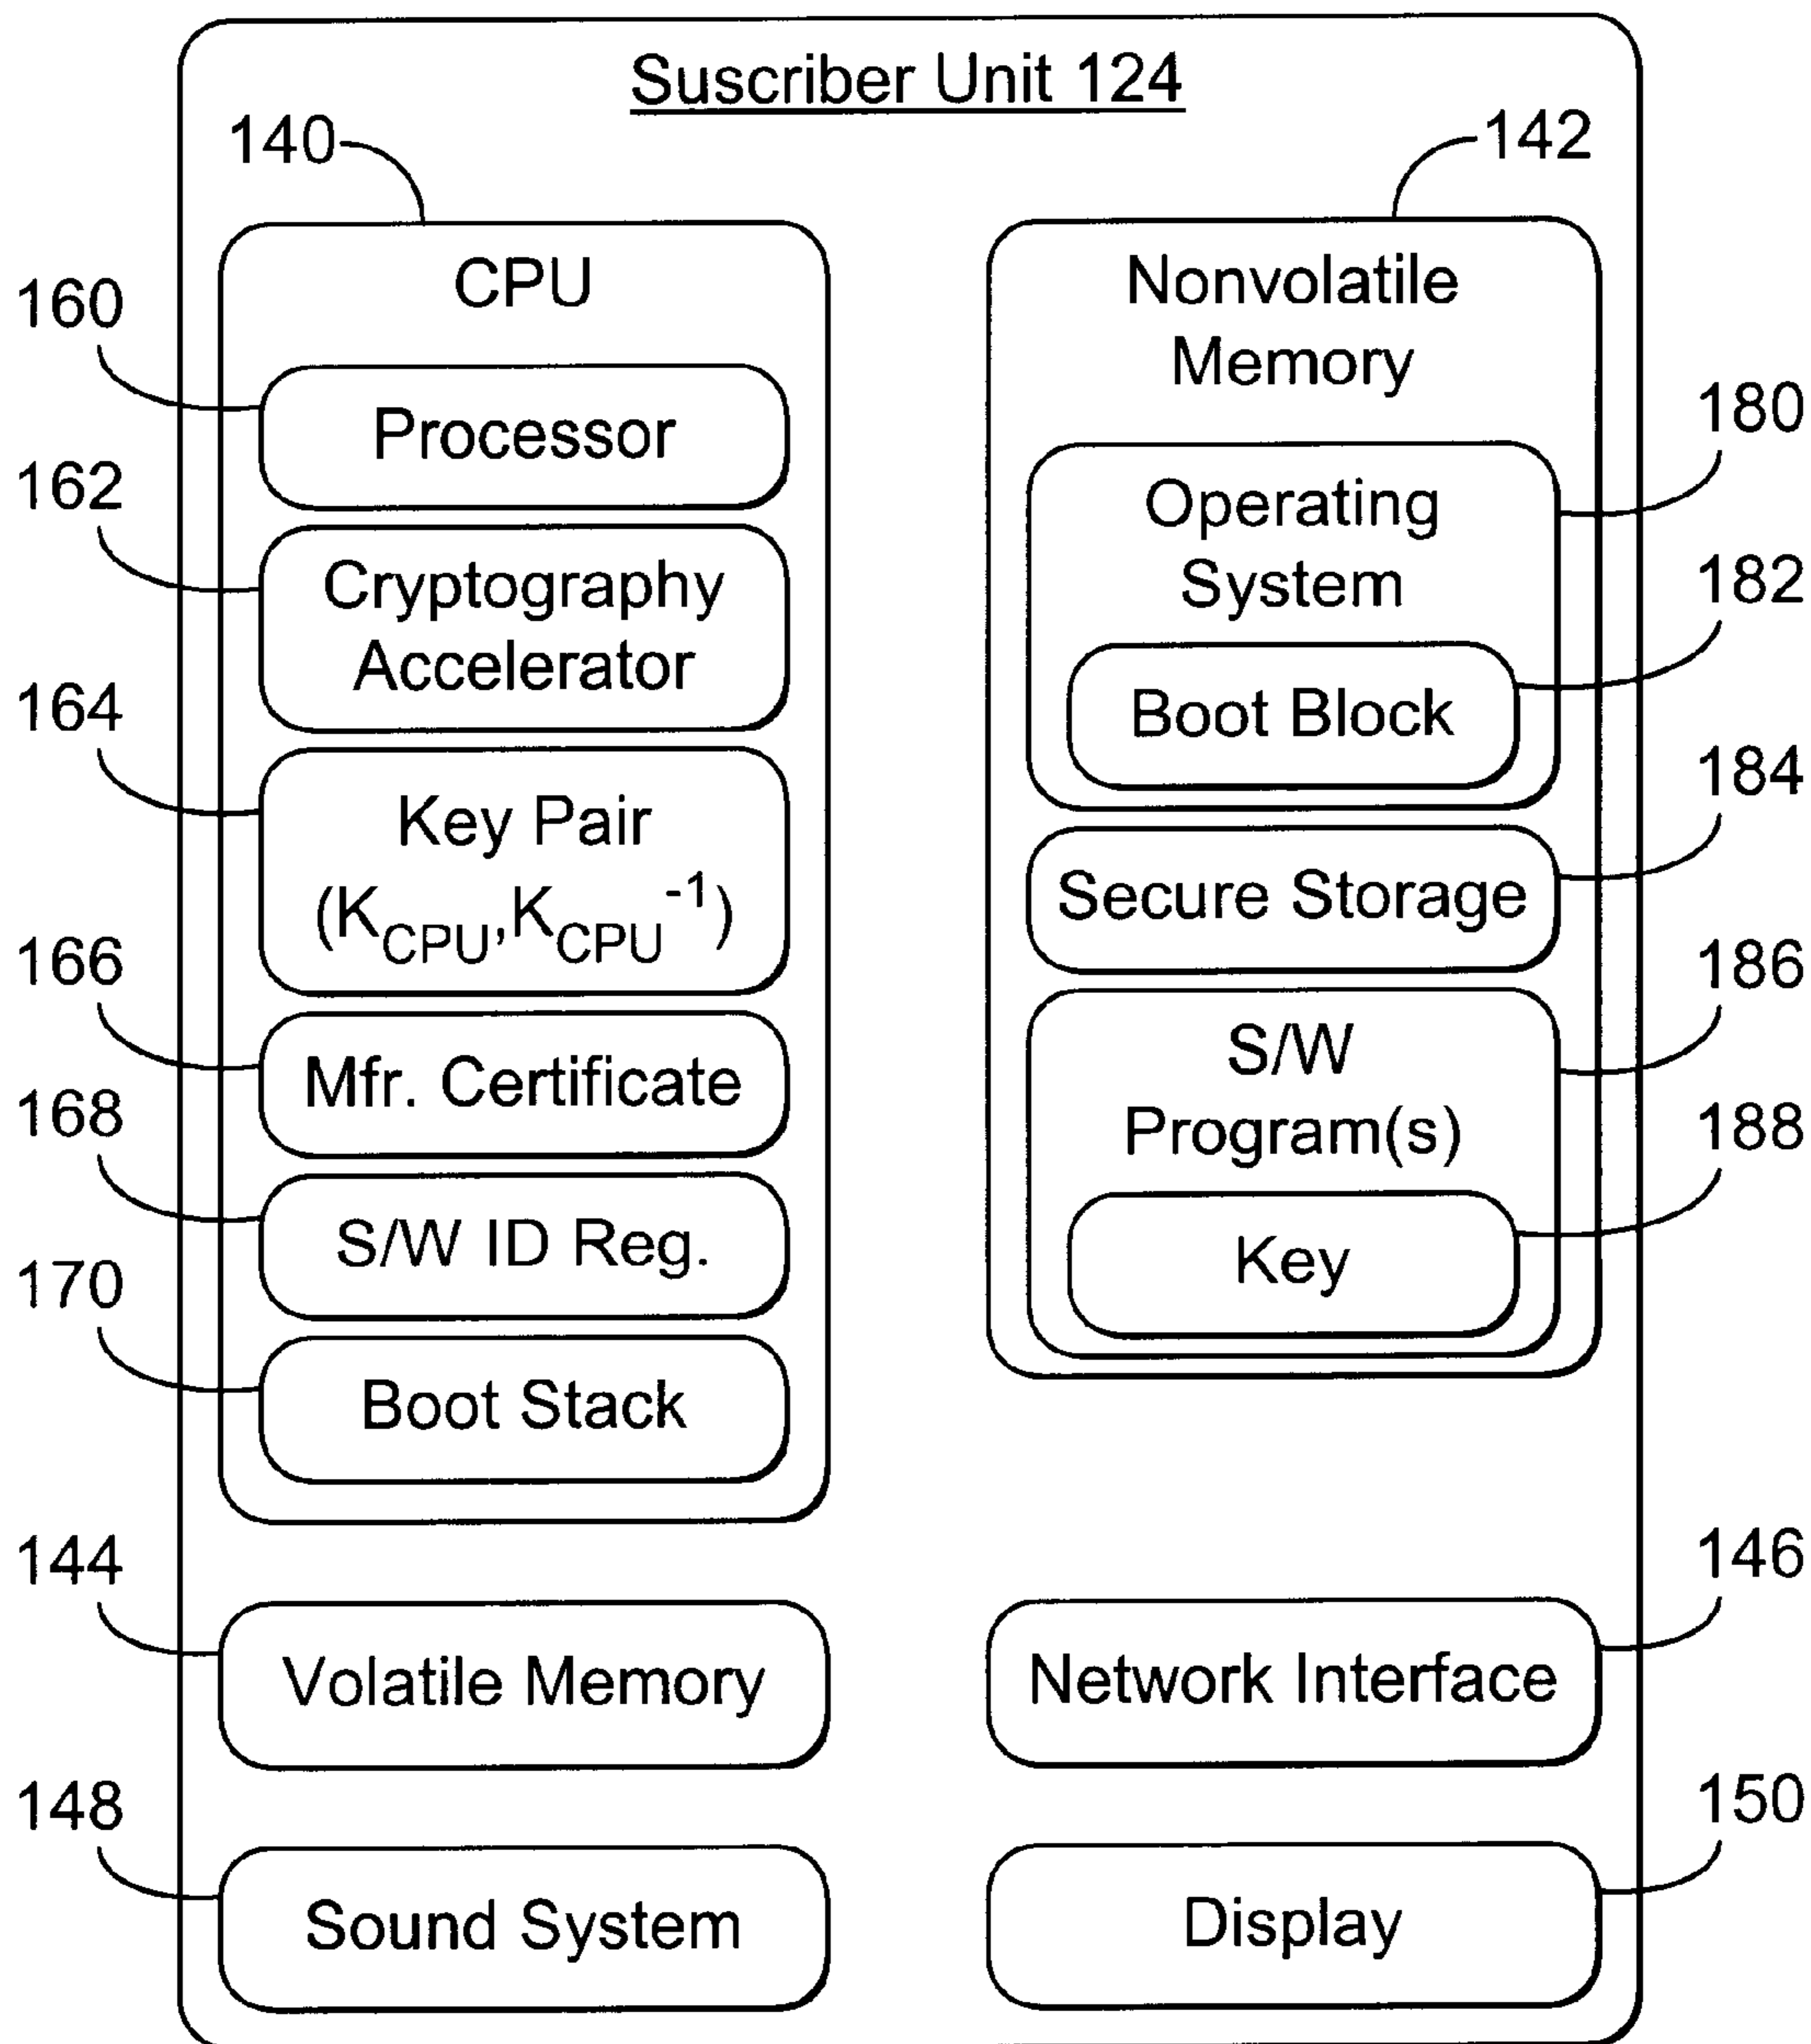 Suscriber Unit 124
140
142
CPU
160
Processor
162
Cryptography
Accelerator
164
Key Pair
(K_CPU,K_CPU^-1)
166
Mfr. Certificate
168
S/W ID Reg.
170
Boot Stack
Nonvolatile
Memory
180
Operating
System
182
Boot Block
184
Secure Storage
186
S/W
Program(s)
188
Key
144
Volatile Memory
146
Network Interface
148
Sound System
150
Display